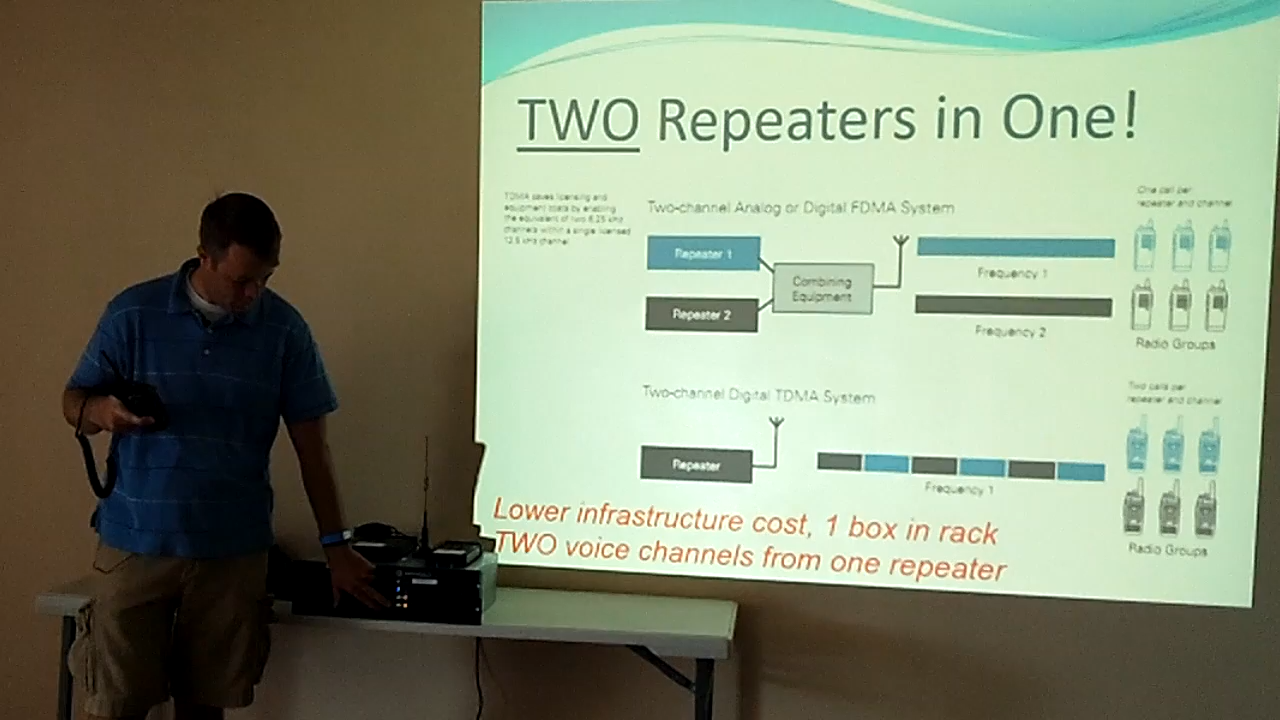 TWO Repeaters in One!
TDMA saves licensing and
equipment costs by enabling
the equivalent of two 6.25 kHz
channels within a single licensed
12.5 kHz channel
Two-channel Analog or Digital FDMA System
One call per
repeater and channel
Repeater 1
Combining
Equipment
Repeater 2
Frequency 1
Frequency 2
Radio Groups
Two-channel Digital TDMA System
Two calls per
repeater and channel
Repeater
Frequency 1
Radio Groups
Lower infrastructure cost, 1 box in rack
TWO voice channels from one repeater